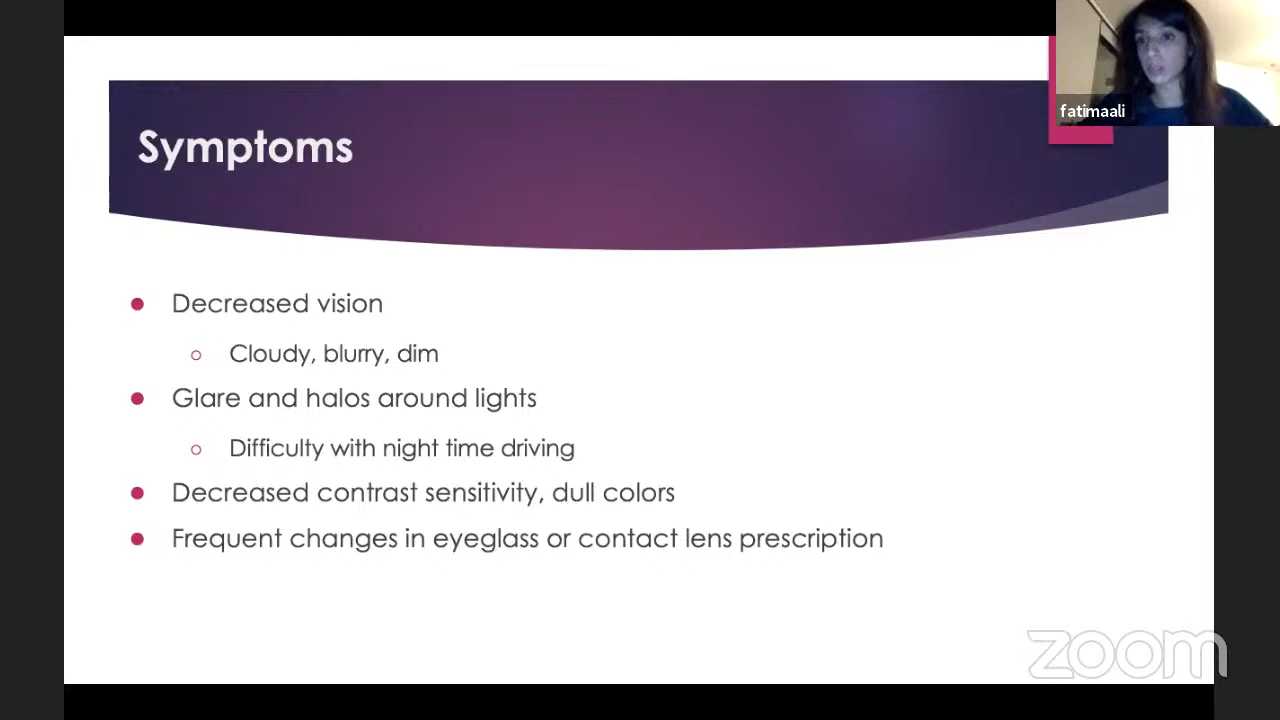 fatimaali
Symptoms
● Decreased vision
○ Cloudy, blurry, dim
● Glare and halos around lights
○ Difficulty with night time driving
● Decreased contrast sensitivity, dull colors
● Frequent changes in eyeglass or contact lens prescription
zoom